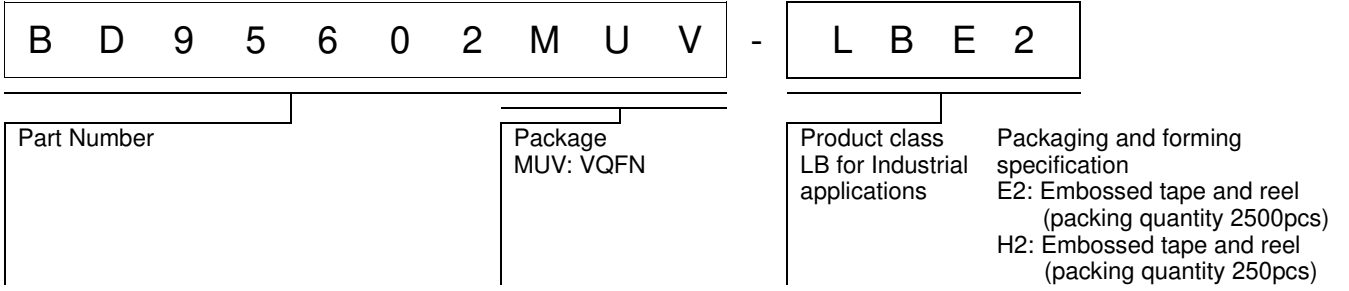 B D 9 5 6 0 2 M U V - L B E 2
Part Number
Package
MUV: VQFN
Product class
LB for Industrial
applications
Packaging and forming
specification
E2: Embossed tape and reel
(packing quantity 2500pcs)
H2: Embossed tape and reel
(packing quantity 250pcs)